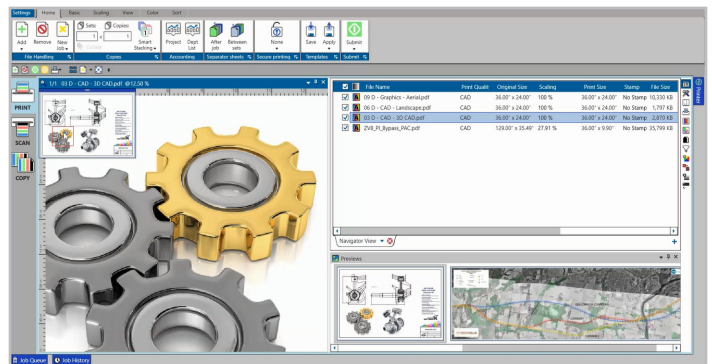 Settings Home Basic Scaling View Color Sort
Add Remove New Job
Sets: Copies:
1 x 1
Smart Stacking
Project Dept List
After job Between sets
None
Save Apply
Submit
File Handling Copies Accounting Separator sheets Secure printing Templates Submit
1/1 03 D - CAD - 3D CAD.pdf @12,50 %
PRINT
SCAN
COPY
File Name Print Qualit Original Size Scaling Print Size Stamp File Size
09 D - Graphics - Aerial.pdf CAD 36.00" x 24.00" 100 % 36.00" x 24.00" No Stamp 10,330 KB
06 D - CAD - Landscape.pdf CAD 36.00" x 24.00" 100 % 36.00" x 24.00" No Stamp 1,797 KB
03 D - CAD - 3D CAD.pdf CAD 36.00" x 24.00" 100 % 36.00" x 24.00" No Stamp 2,070 KB
ZV8_PI_Bypass_PAC.pdf CAD 129.00" x 35.49" 27.91 % 36.00" x 9.90" No Stamp 35,799 KB
Printer
Navigator View
Previews
Job Queue Job History